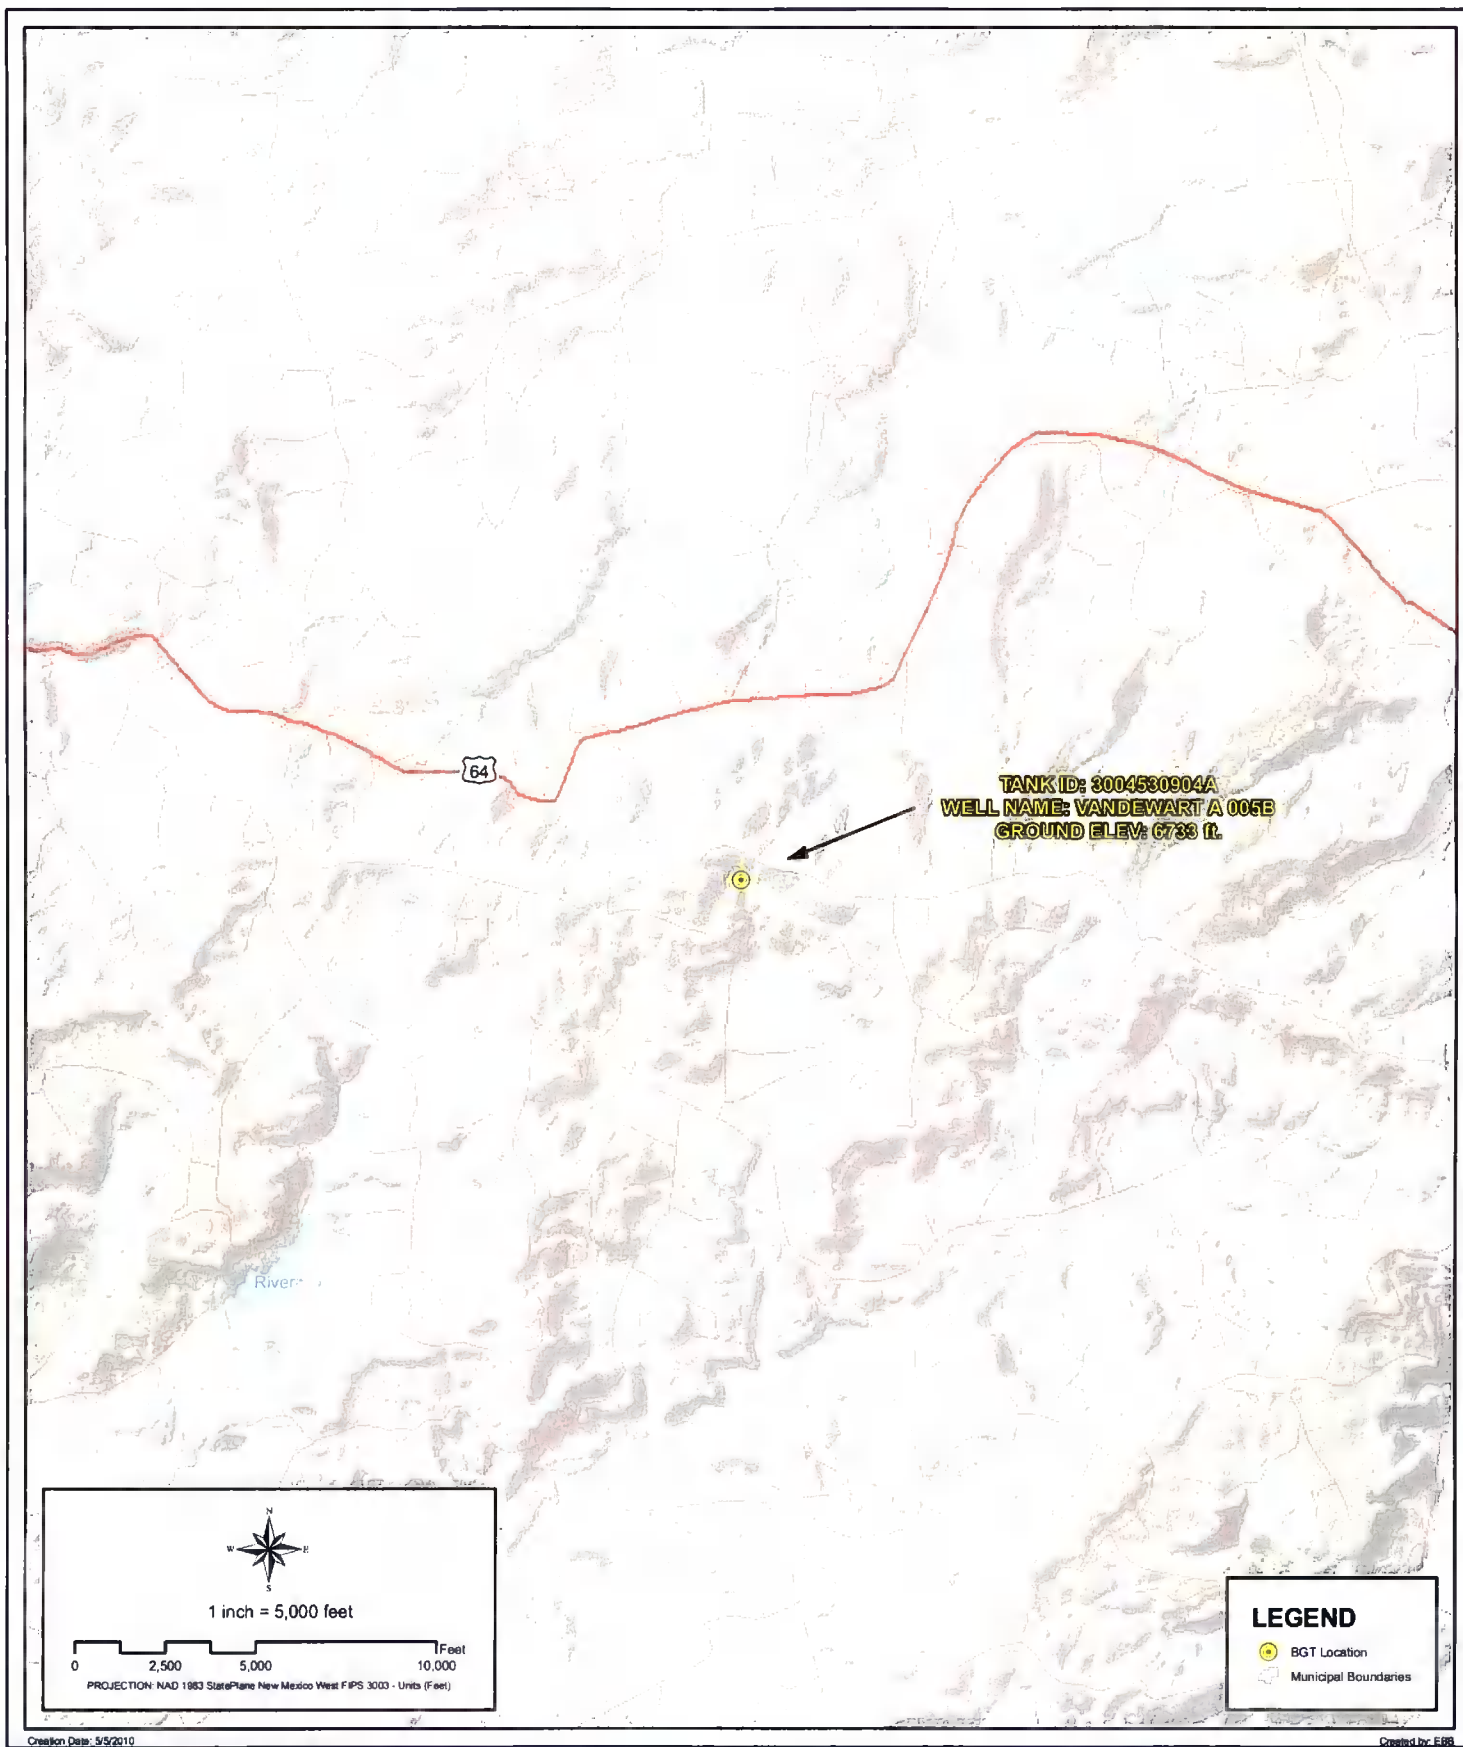 64
TANK ID: 3004530904A
WELL NAME: VANDEWART A 005B
GROUND ELEV: 6733 ft.
River
N
W E
S
1 inch = 5,000 feet
Feet
0 2,500 5,000 10,000
PROJECTION: NAD 1983 StatePlane New Mexico West FIPS 3003 - Units (Feet)
LEGEND
BGT Location
Municipal Boundaries
Creation Date: 5/5/2010
Created by: EBB